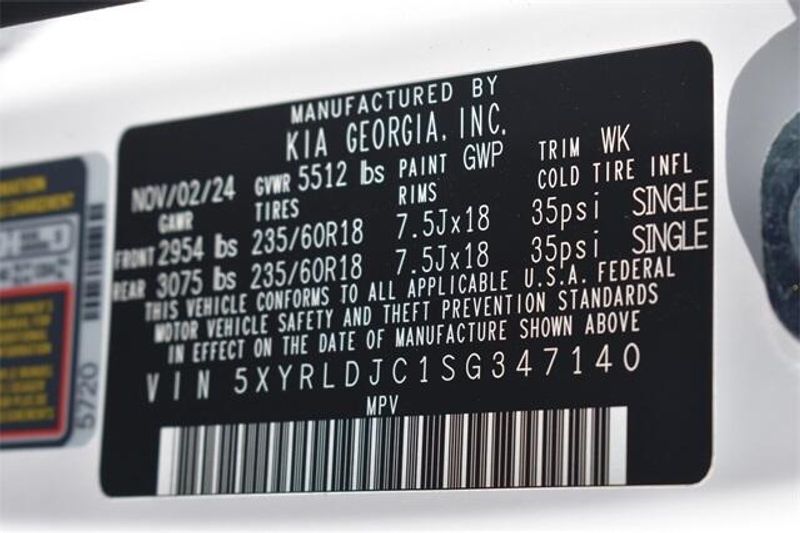 MANUFACTURED BY
KIA GEORGIA, INC.
NOV/02/24 GVWR 5512 lbs PAINT GWP TRIM WK
GAWR TIRES RIMS COLD TIRE INFL
FRONT 2954 lbs 235/60R18 7.5Jx18 35psi SINGLE
REAR 3075 lbs 235/60R18 7.5Jx18 35psi SINGLE
THIS VEHICLE CONFORMS TO ALL APPLICABLE U.S.A. FEDERAL
MOTOR VEHICLE SAFETY AND THEFT PREVENTION STANDARDS
IN EFFECT ON THE DATE OF MANUFACTURE SHOWN ABOVE
VIN 5XYRLDJC1SG347140
MPV
5720